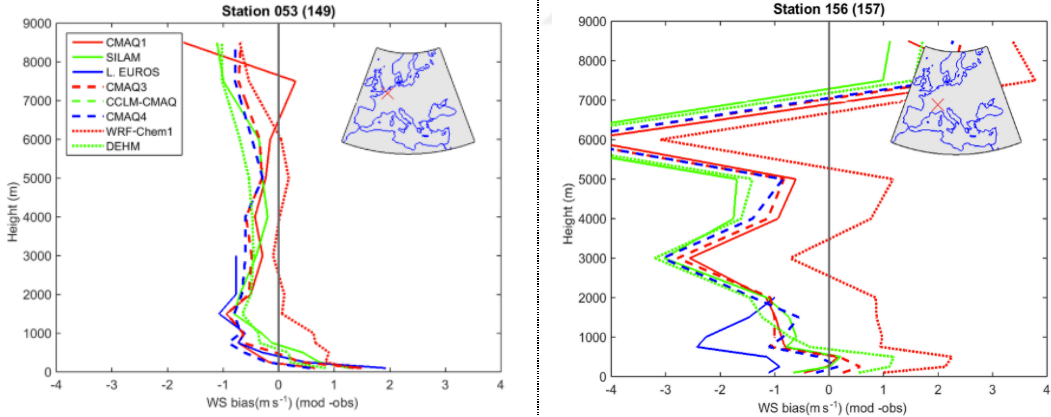 Station 053 (149)
9000
8000
7000
6000
5000
4000
3000
2000
1000
0
Height (m)
CMAQ1
SILAM
L. EUROS
CMAQ3
CCLM-CMAQ
CMAQ4
WRF-Chem1
DEHM
-4 -3 -2 -1 0 1 2 3 4
WS bias(m s⁻¹) (mod -obs)
Station 156 (157)
9000
8000
7000
6000
5000
4000
3000
2000
1000
0
Height (m)
-4 -3 -2 -1 0 1 2 3 4
WS bias(m s⁻¹) (mod -obs)